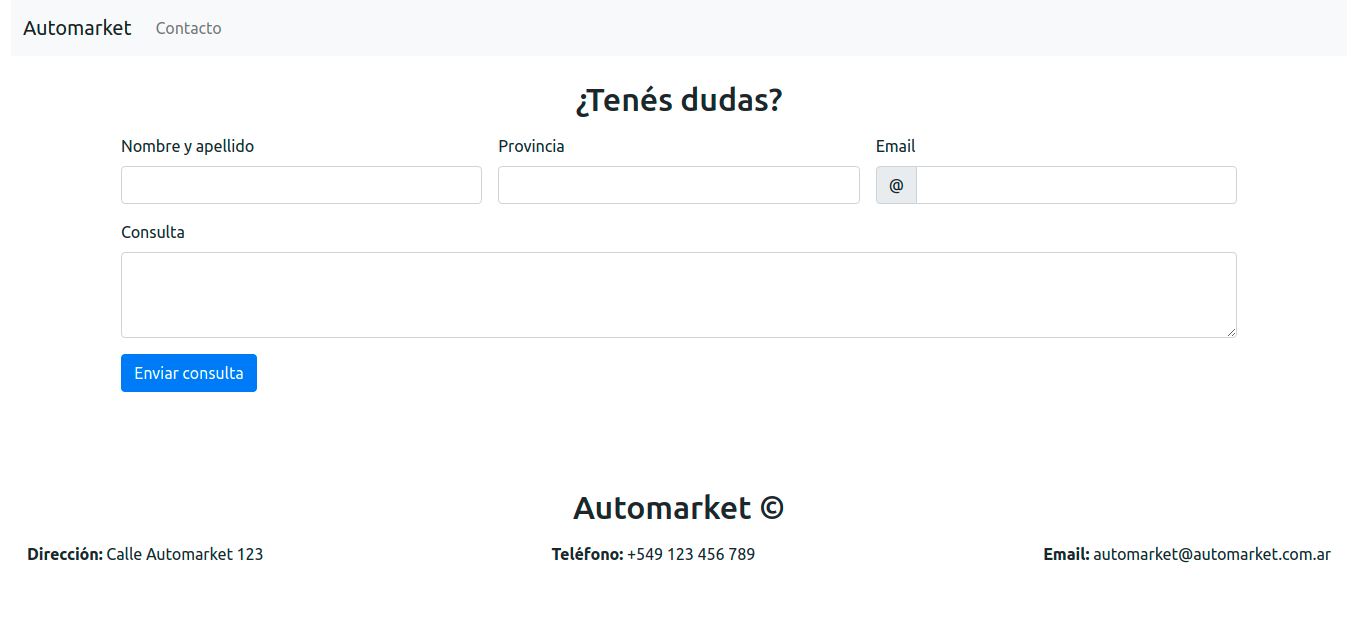 Automarket Contacto
¿Tenés dudas?
Nombre y apellido Provincia Email
@
Consulta
Enviar consulta
Automarket ©
Dirección: Calle Automarket 123 Teléfono: +549 123 456 789 Email: automarket@automarket.com.ar